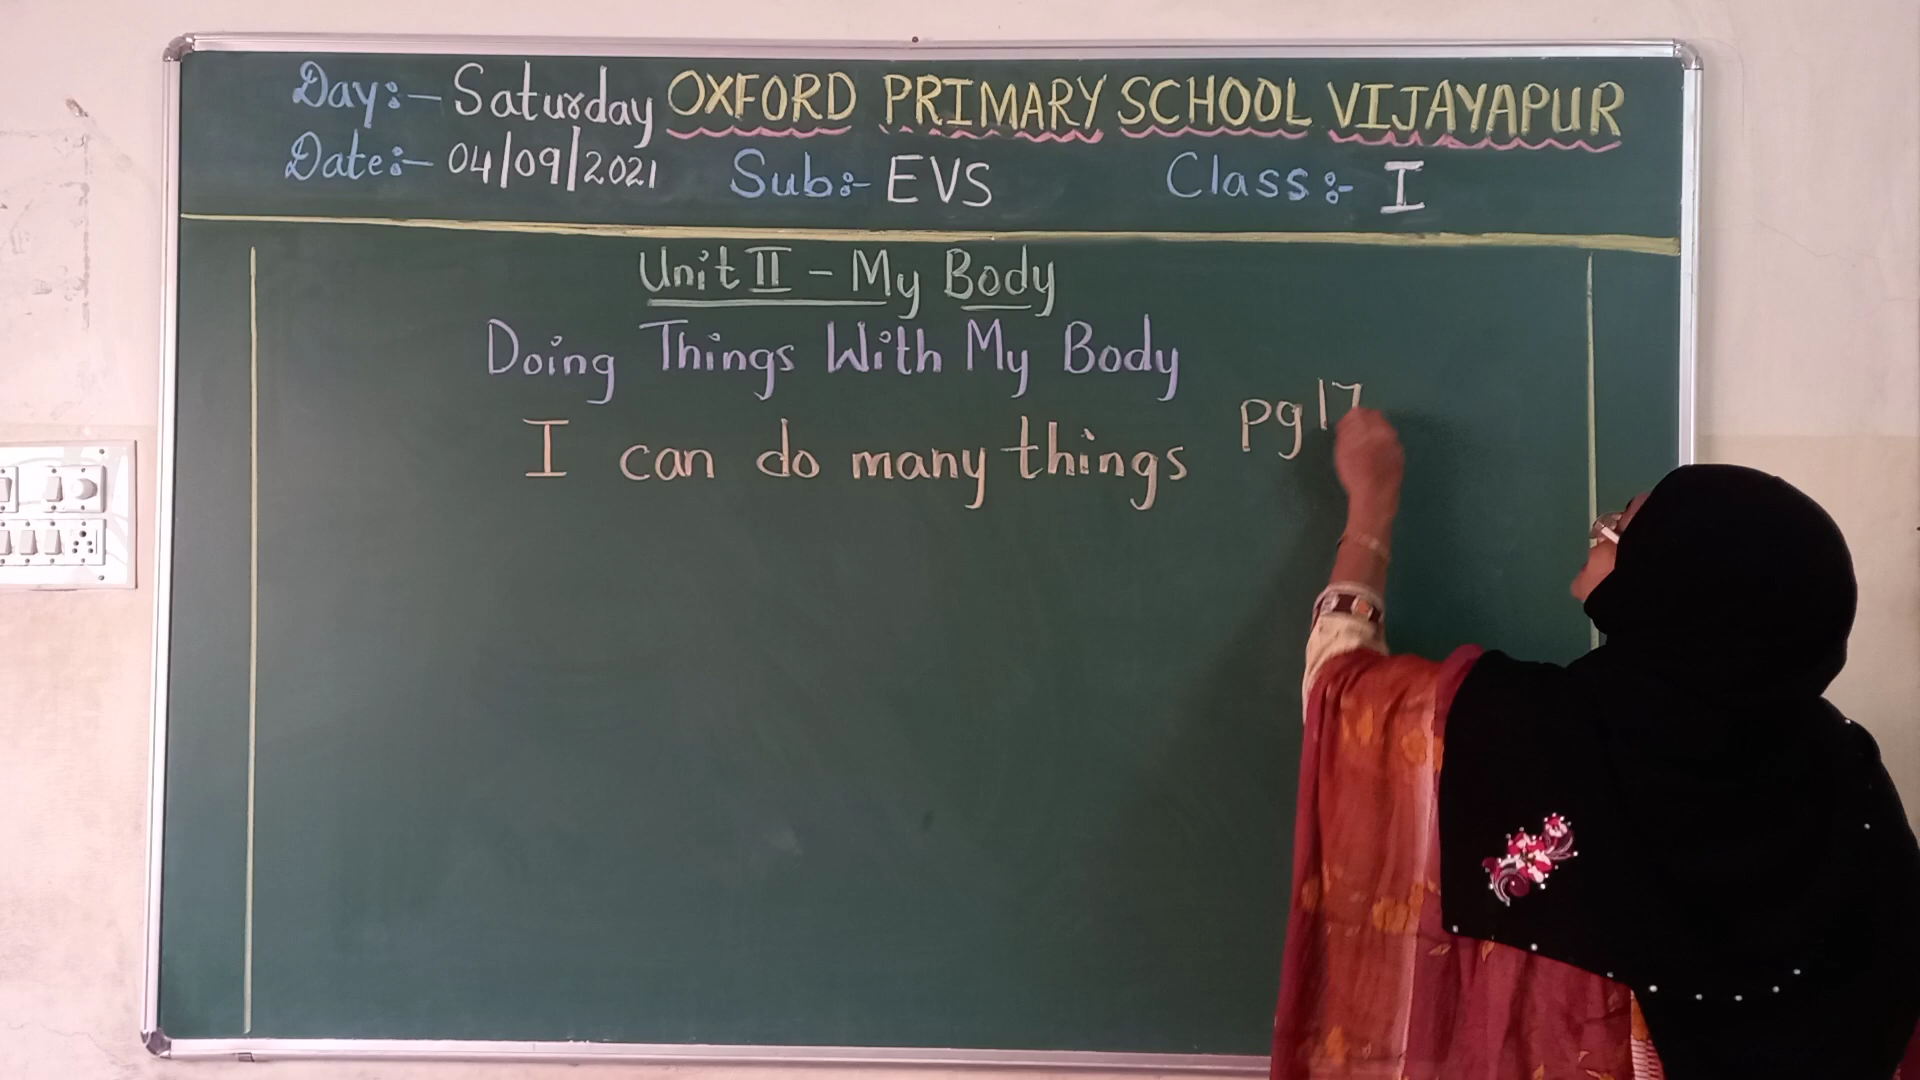 Day:- Saturday OXFORD PRIMARY SCHOOL VIJAYAPUR
Date:- 04/09/2021 Sub:- EVS Class:- I
Unit II - My Body
Doing Things With My Body
I can do many things pg 17